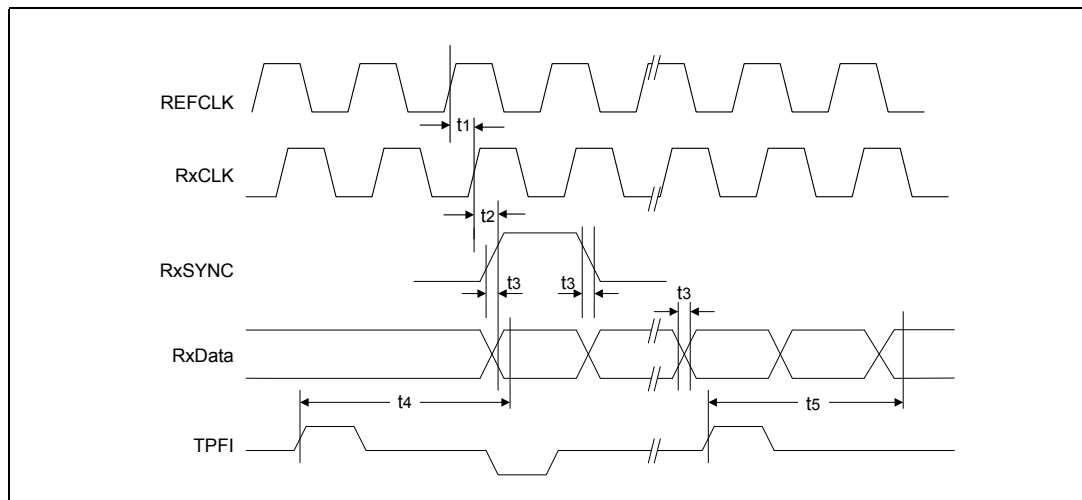 REFCLK
t1
RxCLK
t2
RxSYNC
t3
t3
t3
RxData
t4
t5
TPFI